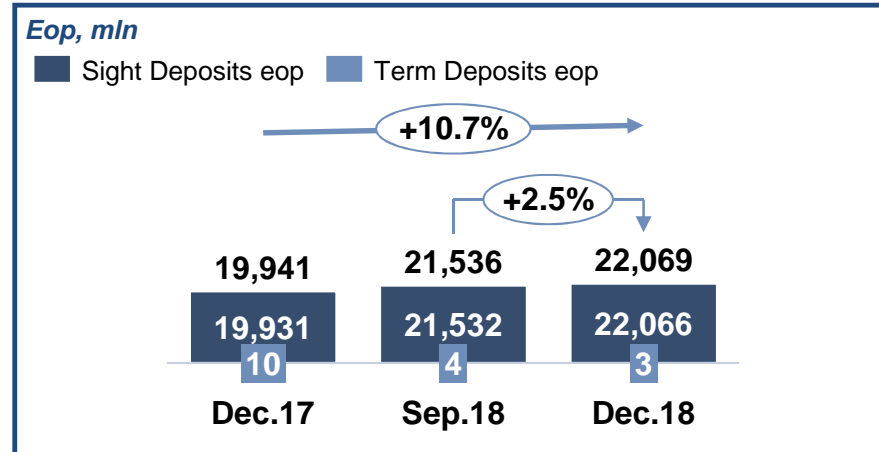 Eop, mln
Sight Deposits eop Term Deposits eop
+10.7%
+2.5%
19,941 21,536 22,069
19,931 21,532 22,066
10 4 3
Dec.17 Sep.18 Dec.18